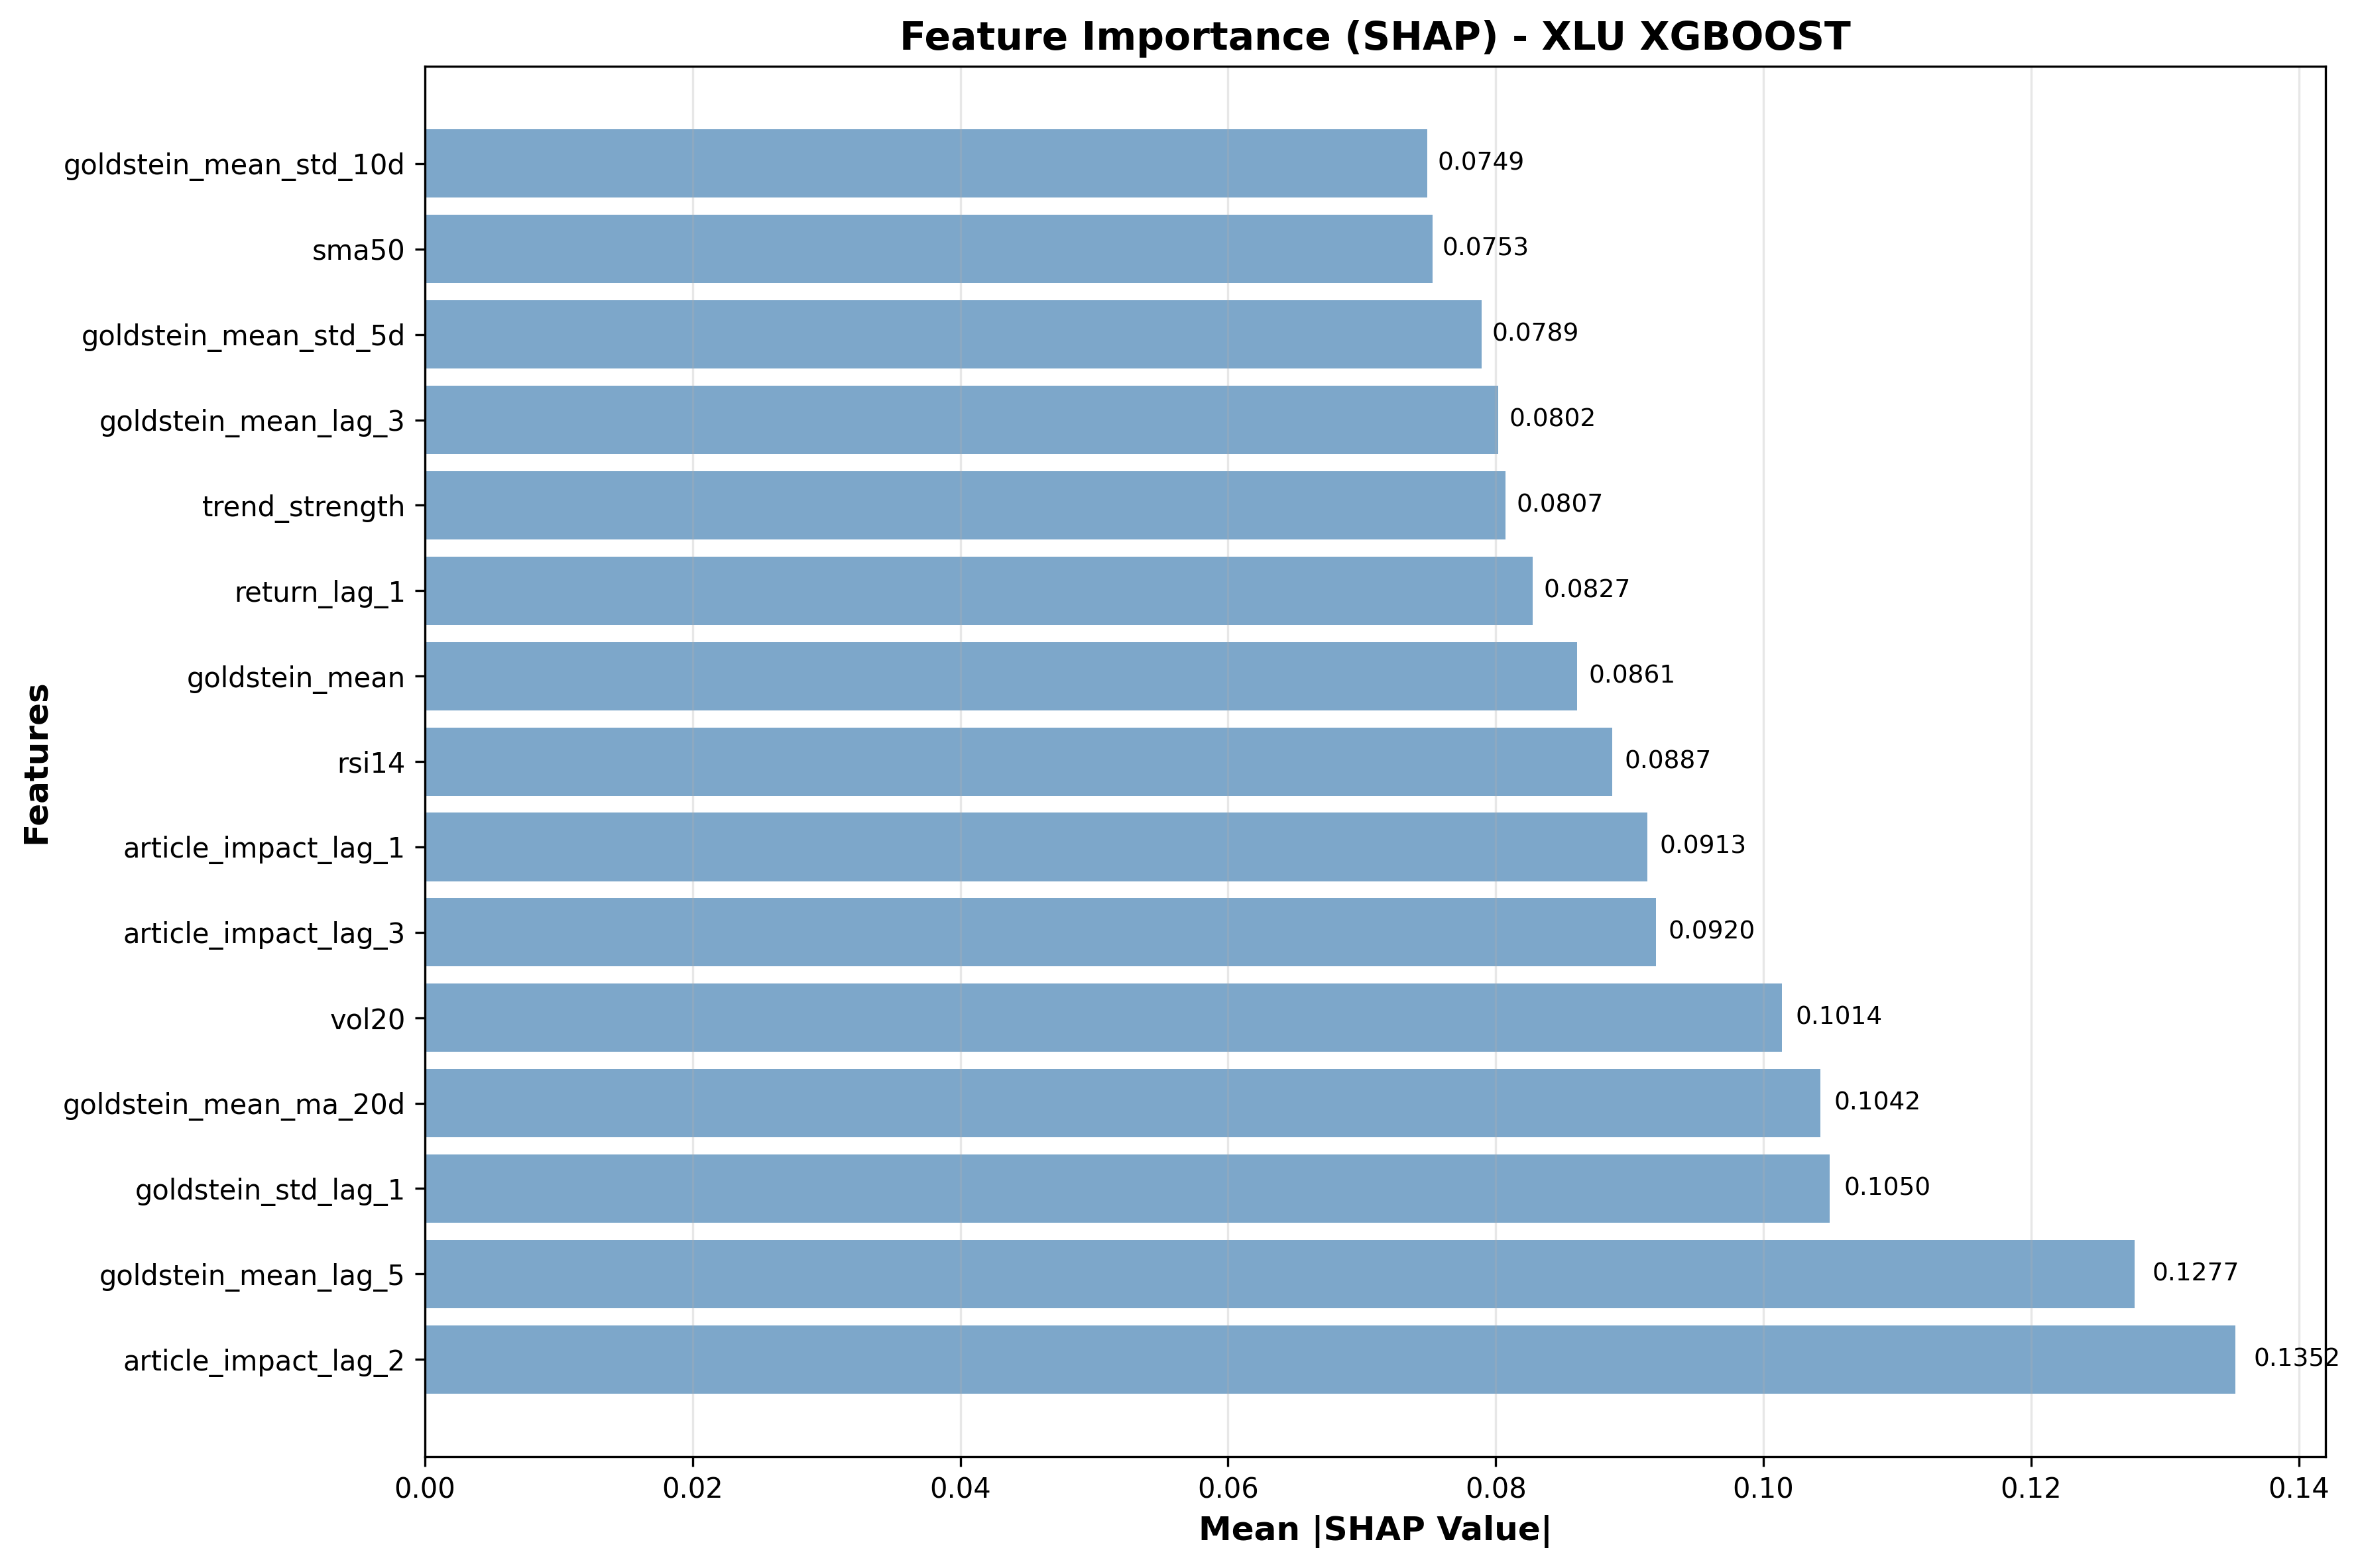 Feature Importance (SHAP) - XLU XGBOOST
Features
goldstein_mean_std_10d 0.0749
sma50 0.0753
goldstein_mean_std_5d 0.0789
goldstein_mean_lag_3 0.0802
trend_strength 0.0807
return_lag_1 0.0827
goldstein_mean 0.0861
rsi14 0.0887
article_impact_lag_1 0.0913
article_impact_lag_3 0.0920
vol20 0.1014
goldstein_mean_ma_20d 0.1042
goldstein_std_lag_1 0.1050
goldstein_mean_lag_5 0.1277
article_impact_lag_2 0.1352
0.00 0.02 0.04 0.06 0.08 0.10 0.12 0.14
Mean |SHAP Value|